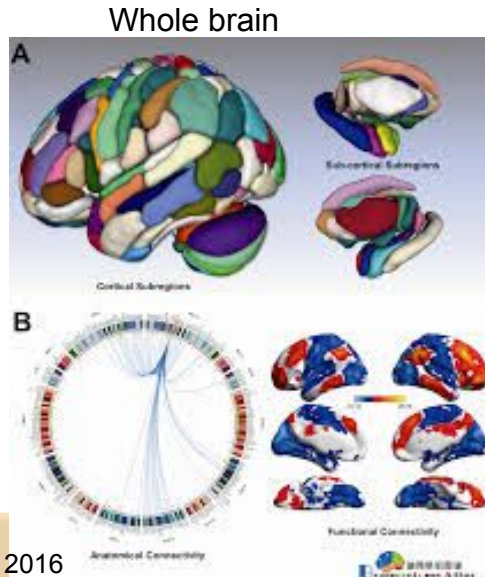 Whole brain
A
Sub-cortical Subregions
Cortical Subregions
B
Functional Connectivity
Anatomical Connectivity
2016